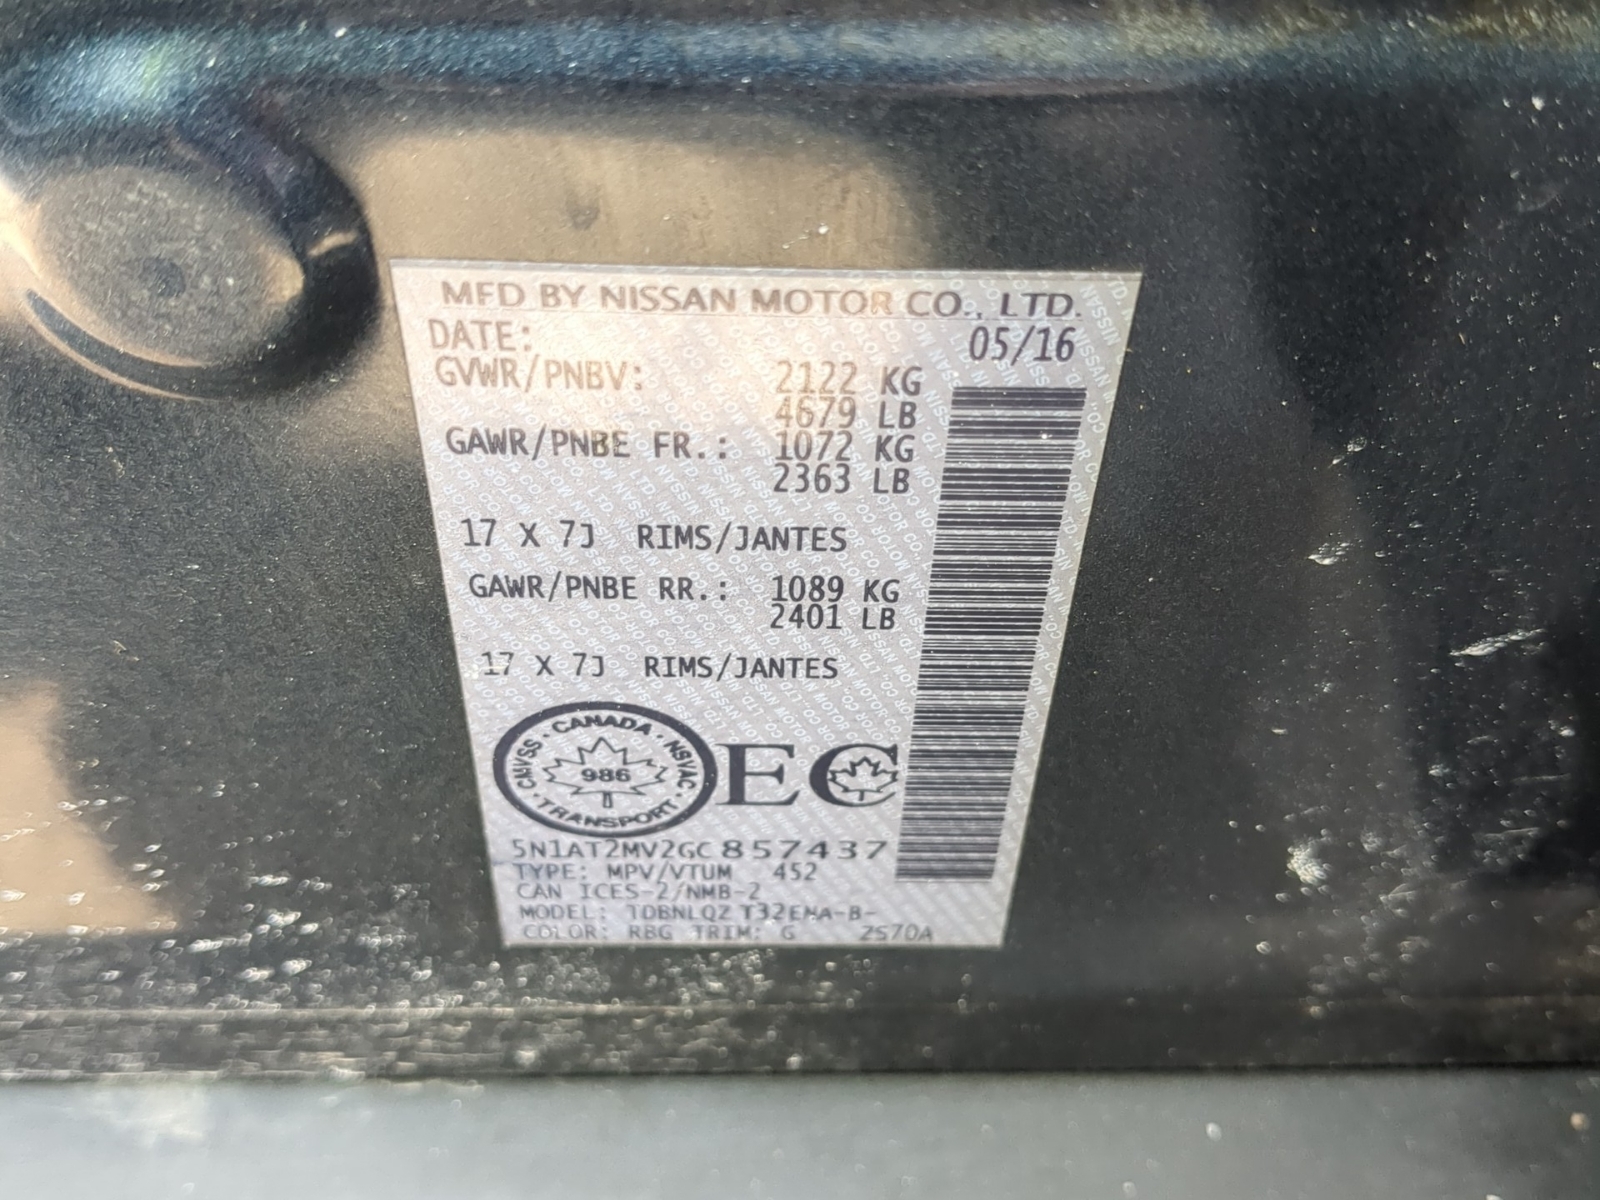 MFD BY NISSAN MOTOR CO., LTD.
DATE: 05/16
GVWR/PNBV: 2122 KG
4679 LB
GAWR/PNBE FR.: 1072 KG
2363 LB
17 X 7J RIMS/JANTES
GAWR/PNBE RR.: 1089 KG
2401 LB
17 X 7J RIMS/JANTES
CANADA · NSVAC · TRANSPORT · CMVSS ·
986
EC
5N1AT2MV2GC857437
TYPE: MPV/VTUM 452
CAN ICES-2/NMB-2
MODEL: TDBNLQZ T32ENA-B-
COLOR: RBG TRIM: G 2S70A